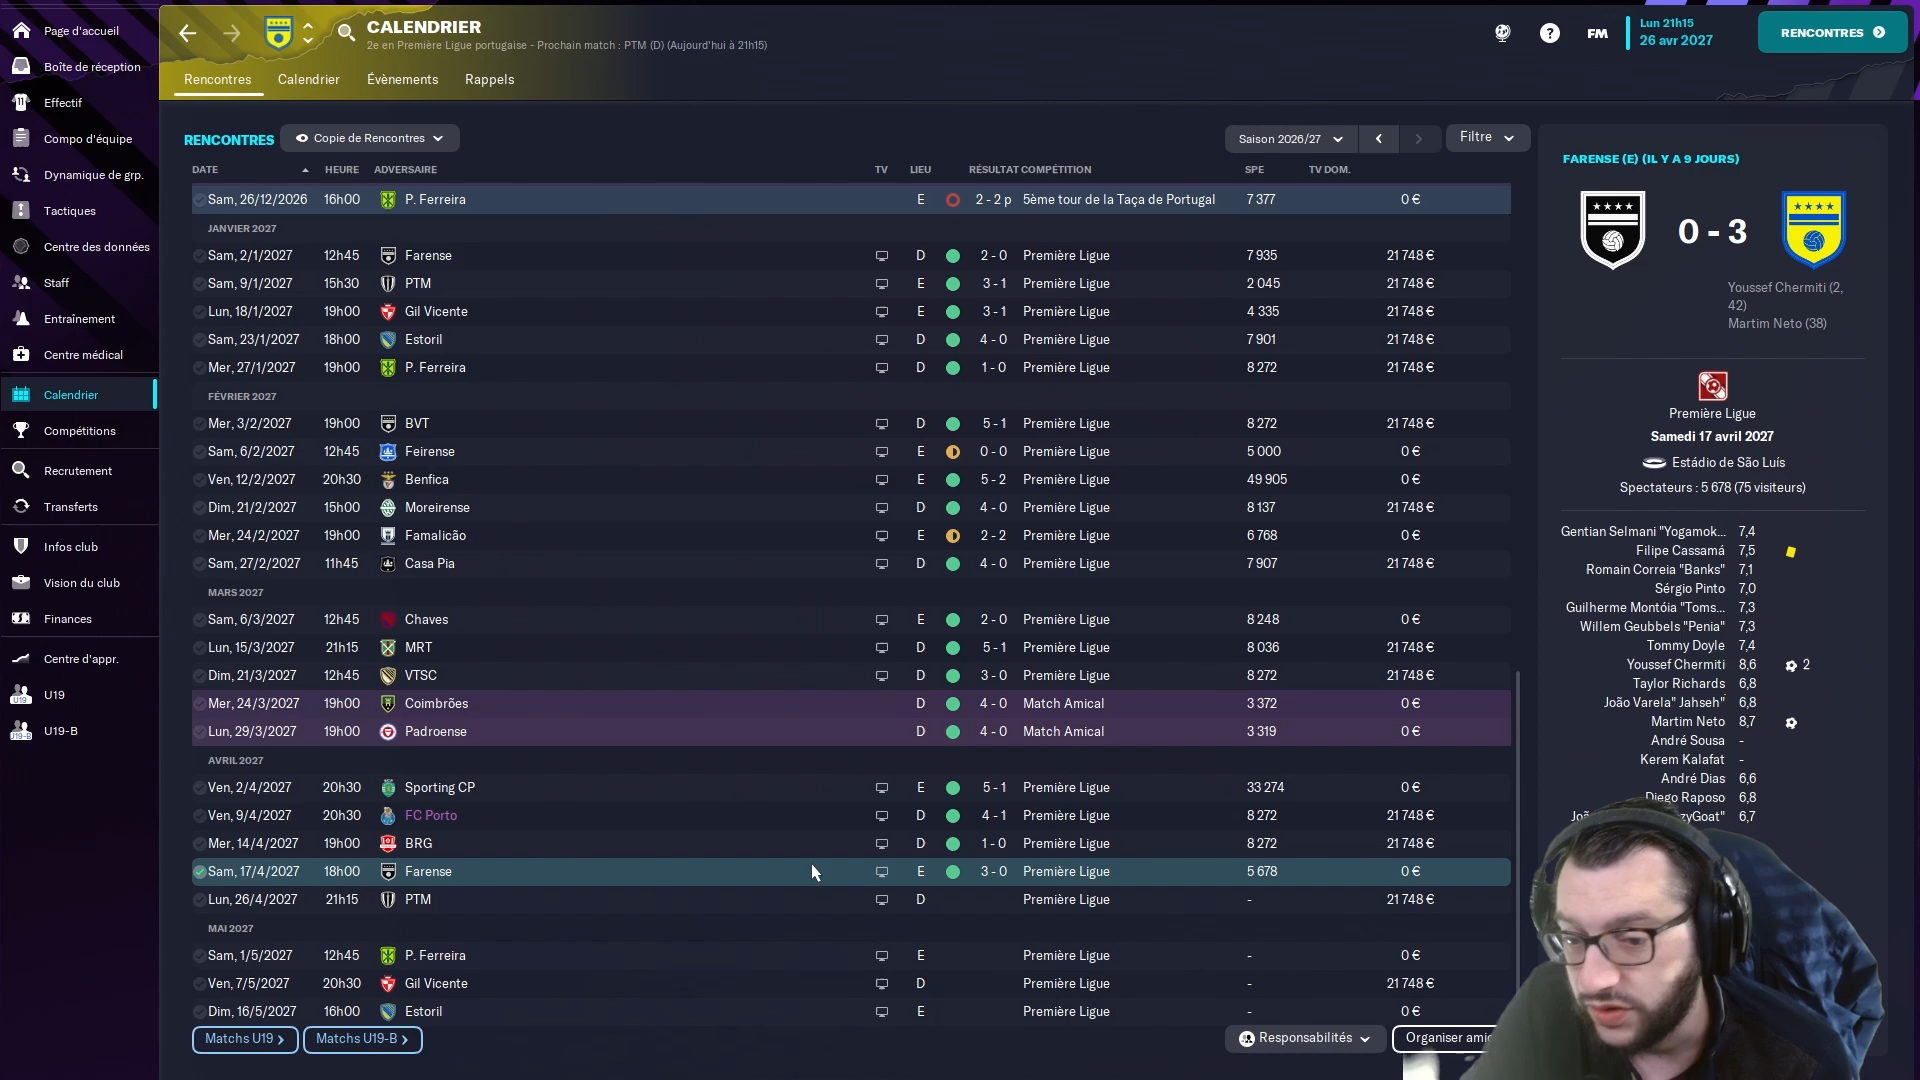 Page d'accueil
Boîte de réception
Effectif
Compo d'équipe
Dynamique de grp.
Tactiques
Centre des données
Staff
Entraînement
Centre médical
Calendrier
Compétitions
Recrutement
Transferts
Infos club
Vision du club
Finances
Centre d'appr.
U19
U19-B
CALENDRIER
2e en Première Ligue portugaise - Prochain match : PTM (D) (Aujourd'hui à 21h15)
FM
Lun 21h15
26 avr 2027
RENCONTRES
Rencontres Calendrier Évènements Rappels
RENCONTRES Copie de Rencontres Saison 2026/27 Filtre
DATE HEURE ADVERSAIRE TV LIEU RÉSULTAT COMPÉTITION SPE TV DOM.
Sam, 26/12/2026 16h00 P. Ferreira E 2 - 2 p 5ème tour de la Taça de Portugal 7 377 0 €
JANVIER 2027
Sam, 2/1/2027 12h45 Farense D 2 - 0 Première Ligue 7 935 21 748 €
Sam, 9/1/2027 15h30 PTM E 3 - 1 Première Ligue 2 045 21 748 €
Lun, 18/1/2027 19h00 Gil Vicente E 3 - 1 Première Ligue 4 335 21 748 €
Sam, 23/1/2027 18h00 Estoril D 4 - 0 Première Ligue 7 901 21 748 €
Mer, 27/1/2027 19h00 P. Ferreira D 1 - 0 Première Ligue 8 272 21 748 €
FÉVRIER 2027
Mer, 3/2/2027 19h00 BVT D 5 - 1 Première Ligue 8 272 21 748 €
Sam, 6/2/2027 12h45 Feirense E 0 - 0 Première Ligue 5 000 0 €
Ven, 12/2/2027 20h30 Benfica E 5 - 2 Première Ligue 49 905 0 €
Dim, 21/2/2027 15h00 Moreirense D 4 - 0 Première Ligue 8 137 21 748 €
Mer, 24/2/2027 19h00 Famalicão E 2 - 2 Première Ligue 6 768 0 €
Sam, 27/2/2027 11h45 Casa Pia D 4 - 0 Première Ligue 7 907 21 748 €
MARS 2027
Sam, 6/3/2027 12h45 Chaves E 2 - 0 Première Ligue 8 248 0 €
Lun, 15/3/2027 21h15 MRT D 5 - 1 Première Ligue 8 036 21 748 €
Dim, 21/3/2027 12h45 VTSC D 3 - 0 Première Ligue 8 272 21 748 €
Mer, 24/3/2027 19h00 Coimbrões D 4 - 0 Match Amical 3 372 0 €
Lun, 29/3/2027 19h00 Padroense D 4 - 0 Match Amical 3 319 0 €
AVRIL 2027
Ven, 2/4/2027 20h30 Sporting CP E 5 - 1 Première Ligue 33 274 0 €
Ven, 9/4/2027 20h30 FC Porto D 4 - 1 Première Ligue 8 272 21 748 €
Mer, 14/4/2027 19h00 BRG D 1 - 0 Première Ligue 8 272 21 748 €
Sam, 17/4/2027 18h00 Farense E 3 - 0 Première Ligue 5 678 0 €
Lun, 26/4/2027 21h15 PTM D Première Ligue - 21 748 €
MAI 2027
Sam, 1/5/2027 12h45 P. Ferreira E Première Ligue - 0 €
Ven, 7/5/2027 20h30 Gil Vicente D Première Ligue - 21 748 €
Dim, 16/5/2027 16h00 Estoril E Première Ligue - 0 €
Matchs U19 Matchs U19-B Responsabilités Organiser
FARENSE (E) (IL Y A 9 JOURS)
0 - 3
Youssef Chermiti (2,
42)
Martim Neto (38)
Première Ligue
Samedi 17 avril 2027
Estádio de São Luís
Spectateurs : 5 678 (75 visiteurs)
Gentian Selmani "Yogamok... 7,4
Filipe Cassamá 7,5
Romain Correia "Banks" 7,1
Sérgio Pinto 7,0
Guilherme Montóia "Toms... 7,3
Willem Geubbels "Penia" 7,3
Tommy Doyle 7,4
Youssef Chermiti 8,6 2
Taylor Richards 6,8
João Varela" Jahseh" 6,8
Martim Neto 8,7
André Sousa -
Kerem Kalafat -
André Dias 6,6
Diego Raposo 6,8
6,7